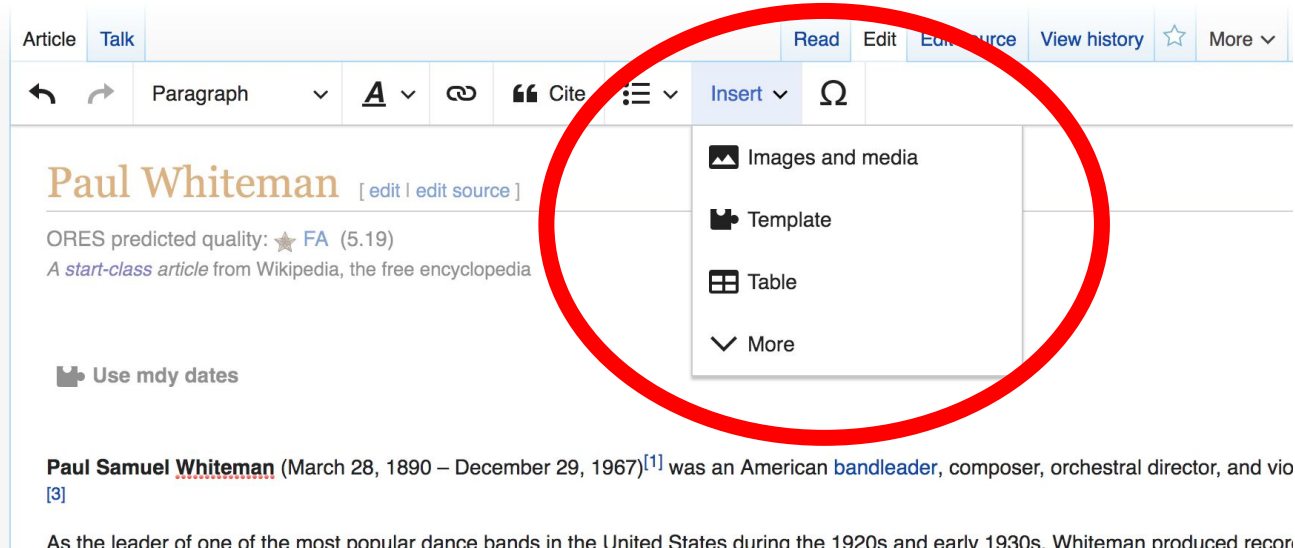 Article Talk Read Edit Edit source View history More
Paragraph A Cite Insert Ω
Images and media
Template
Table
More
Paul Whiteman [ edit | edit source ]
ORES predicted quality: FA (5.19)
A start-class article from Wikipedia, the free encyclopedia
Use mdy dates
Paul Samuel Whiteman (March 28, 1890 – December 29, 1967)[1] was an American bandleader, composer, orchestral director, and
[3]
As the leader of one of the most popular dance bands in the United States during the 1920s and early 1930s, Whiteman produced